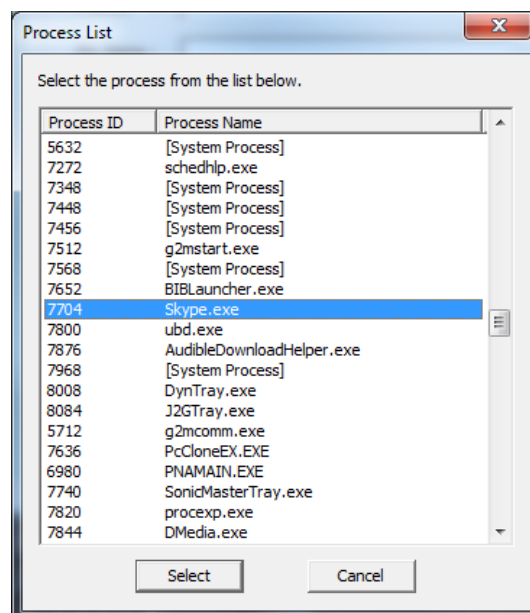 Process List
Select the process from the list below.
Process ID Process Name
5632 [System Process]
7272 schedhlp.exe
7348 [System Process]
7448 [System Process]
7456 [System Process]
7512 g2mstart.exe
7568 [System Process]
7652 BIBLauncher.exe
7704 Skype.exe
7800 ubd.exe
7876 AudibleDownloadHelper.exe
7968 [System Process]
8008 DynTray.exe
8084 J2GTray.exe
5712 g2mcomm.exe
7636 PcCloneEX.EXE
6980 PNAMAIN.EXE
7740 SonicMasterTray.exe
7820 procexp.exe
7844 DMedia.exe
Select Cancel